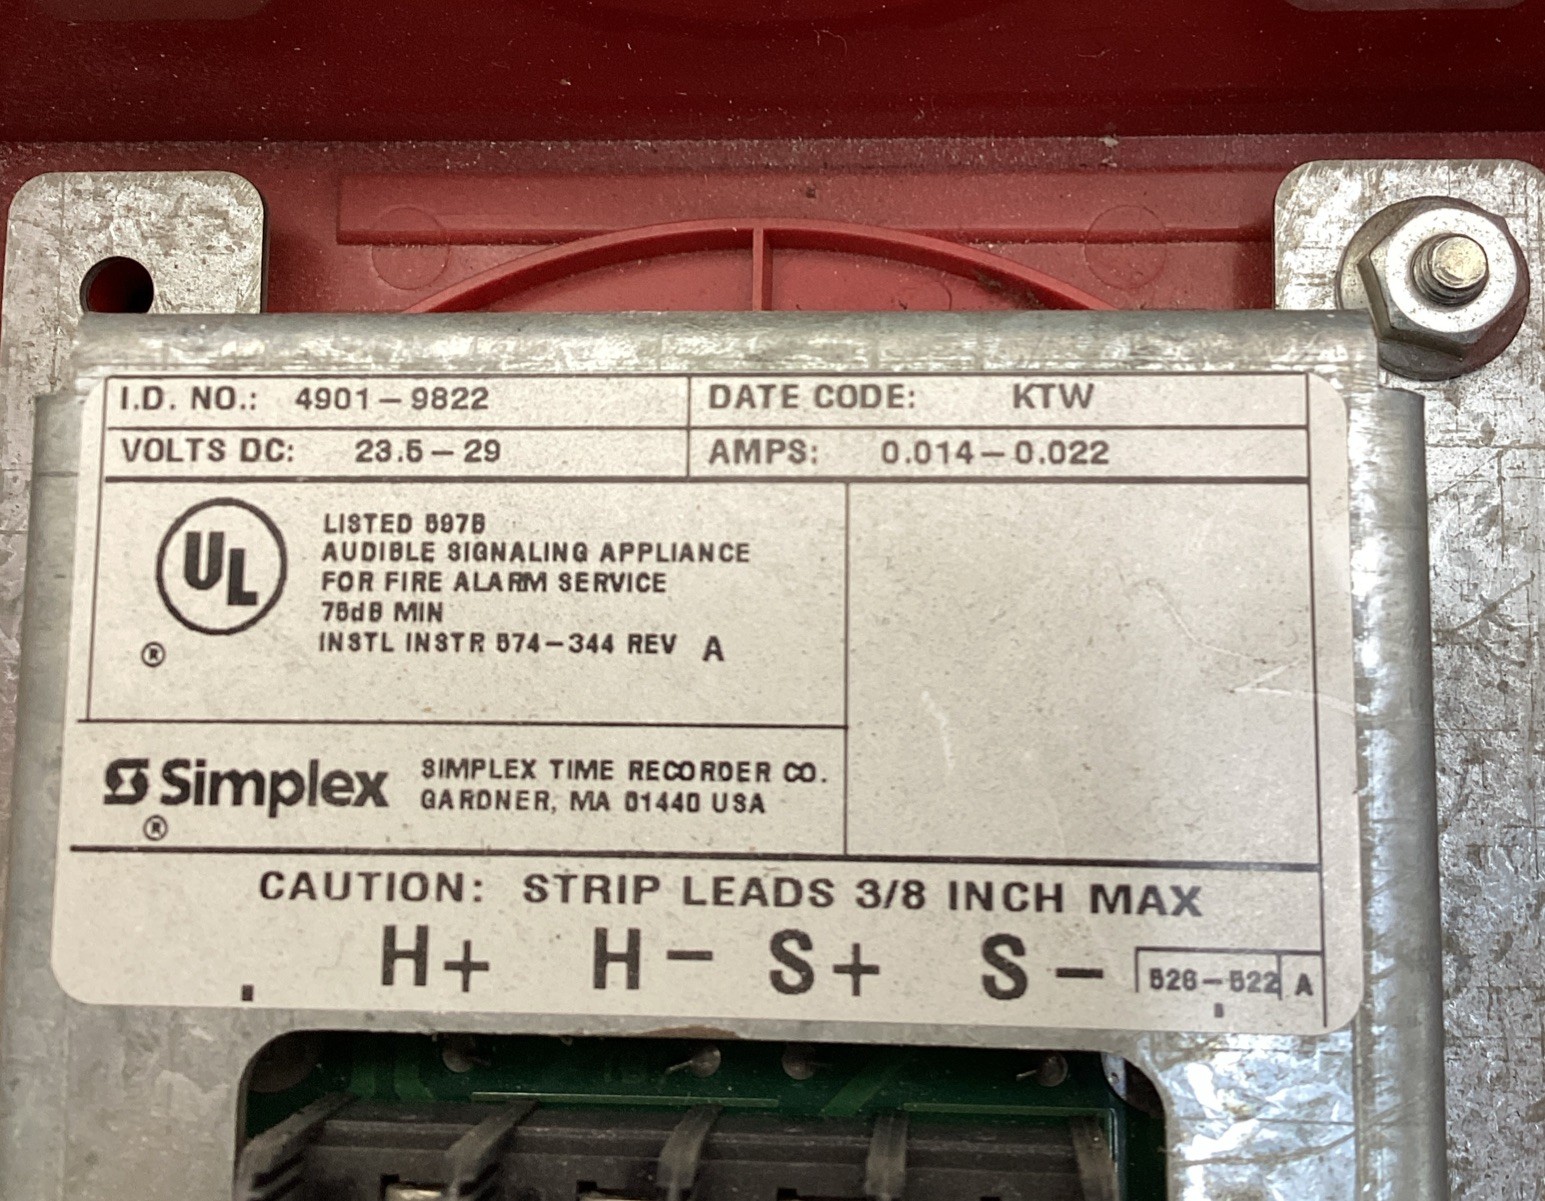 I.D. NO.: 4901-9822 DATE CODE: KTW
VOLTS DC: 23.5-29 AMPS: 0.014-0.022
UL
®
LISTED 597B
AUDIBLE SIGNALING APPLIANCE
FOR FIRE ALARM SERVICE
75dB MIN
INSTL INSTR 574-344 REV A
Simplex
®
SIMPLEX TIME RECORDER CO.
GARDNER, MA 01440 USA
CAUTION: STRIP LEADS 3/8 INCH MAX
H+ H- S+ S-
526-522 A